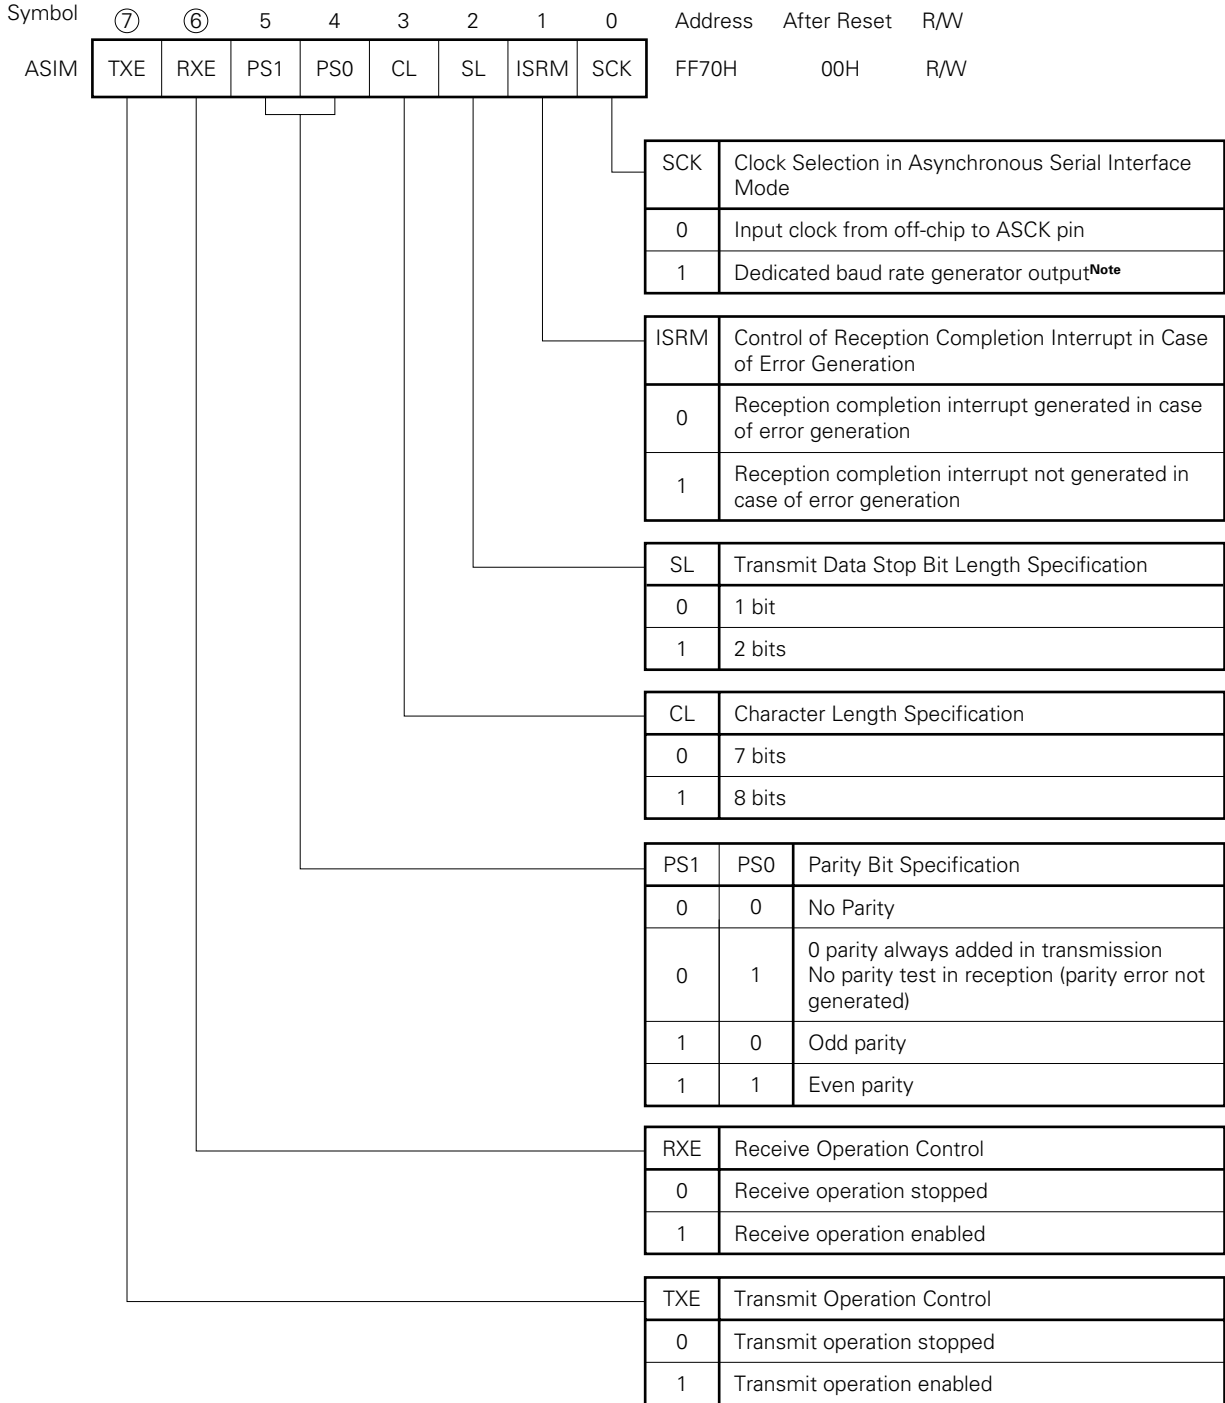 Symbol ⑦ ⑥ 5 4 3 2 1 0 Address After Reset R/W
ASIM TXE RXE PS1 PS0 CL SL ISRM SCK FF70H 00H R/W
SCK Clock Selection in Asynchronous Serial Interface
Mode
0 Input clock from off-chip to ASCK pin
1 Dedicated baud rate generator outputNote
ISRM Control of Reception Completion Interrupt in Case
of Error Generation
0 Reception completion interrupt generated in case
of error generation
1 Reception completion interrupt not generated in
case of error generation
SL Transmit Data Stop Bit Length Specification
0 1 bit
1 2 bits
CL Character Length Specification
0 7 bits
1 8 bits
PS1 PS0 Parity Bit Specification
0 0 No Parity
0 1 0 parity always added in transmission
No parity test in reception (parity error not
generated)
1 0 Odd parity
1 1 Even parity
RXE Receive Operation Control
0 Receive operation stopped
1 Receive operation enabled
TXE Transmit Operation Control
0 Transmit operation stopped
1 Transmit operation enabled